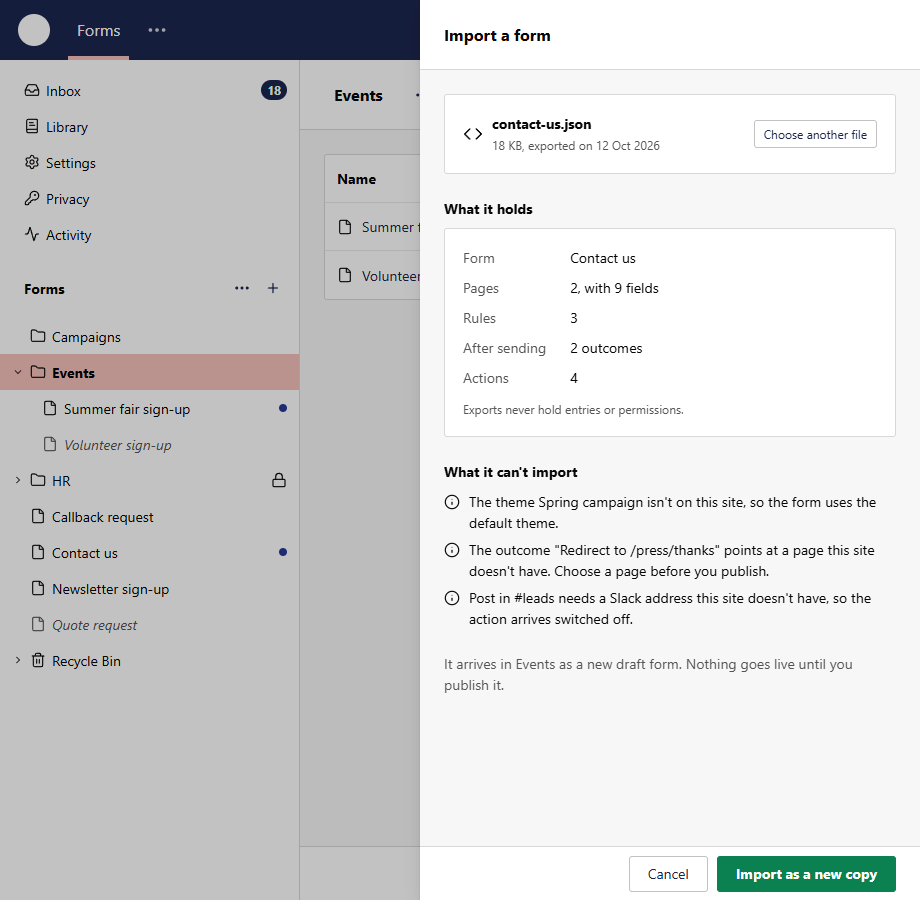 Forms
Inbox
18
Library
Settings
Privacy
Activity
Forms
Campaigns
Events
Summer fair sign-up
Volunteer sign-up
HR
Callback request
Contact us
Newsletter sign-up
Quote request
Recycle Bin
Events
Name
Summer
Volunteer
Import a form
contact-us.json
18 KB, exported on 12 Oct 2026
Choose another file
What it holds
Form Contact us
Pages 2, with 9 fields
Rules 3
After sending 2 outcomes
Actions 4
Exports never hold entries or permissions.
What it can't import
The theme Spring campaign isn't on this site, so the form uses the
default theme.
The outcome "Redirect to /press/thanks" points at a page this site
doesn't have. Choose a page before you publish.
Post in #leads needs a Slack address this site doesn't have, so the
action arrives switched off.
It arrives in Events as a new draft form. Nothing goes live until you
publish it.
Cancel
Import as a new copy